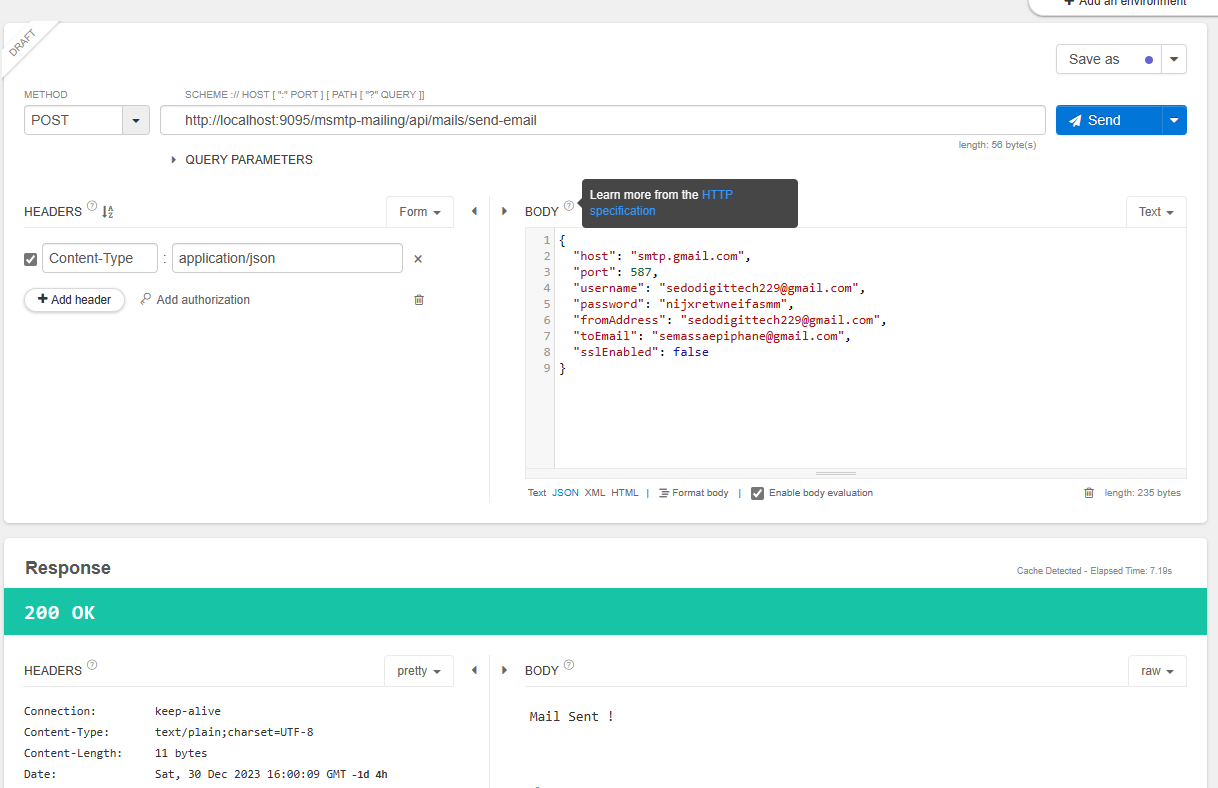 Add an environment
DRAFT
Save as
METHOD
SCHEME :// HOST [ ":" PORT ] [ PATH [ "?" QUERY ]]
POST
http://localhost:9095/msmtp-mailing/api/mails/send-email
Send
length: 56 byte(s)
QUERY PARAMETERS
Learn more from the HTTP
specification
HEADERS ?
Form
BODY ?
Text
Content-Type : application/json
Add header
Add authorization
1 {
2 "host": "smtp.gmail.com",
3 "port": 587,
4 "username": "sedodigittech229@gmail.com",
5 "password": "nijxretwneifasmm",
6 "fromAddress": "sedodigittech229@gmail.com",
7 "toEmail": "semassaepiphane@gmail.com",
8 "sslEnabled": false
9 }
Text JSON XML HTML | Format body | Enable body evaluation
length: 235 bytes
Response
Cache Detected - Elapsed Time: 7.19s
200 OK
HEADERS ?
pretty
BODY ?
raw
Connection: keep-alive
Content-Type: text/plain;charset=UTF-8
Content-Length: 11 bytes
Date: Sat, 30 Dec 2023 16:00:09 GMT -1d 4h
Mail Sent !